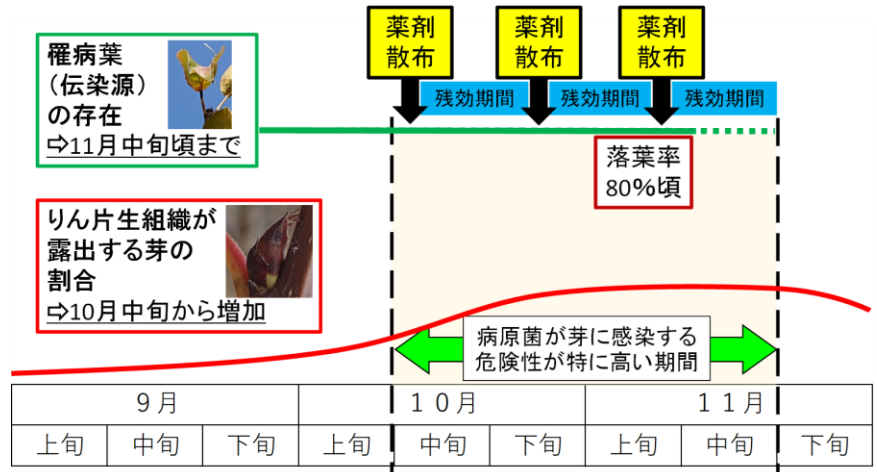 薬剤
散布
薬剤
散布
薬剤
散布
残効期間
残効期間
残効期間
罹病葉
（伝染源）
の存在
⇨11月中旬頃まで
落葉率
80%頃
りん片生組織が
露出する芽の
割合
⇨10月中旬から増加
病原菌が芽に感染する
危険性が特に高い期間
９月
１０月
１１月
上旬 中旬 下旬 上旬 中旬 下旬 上旬 中旬 下旬